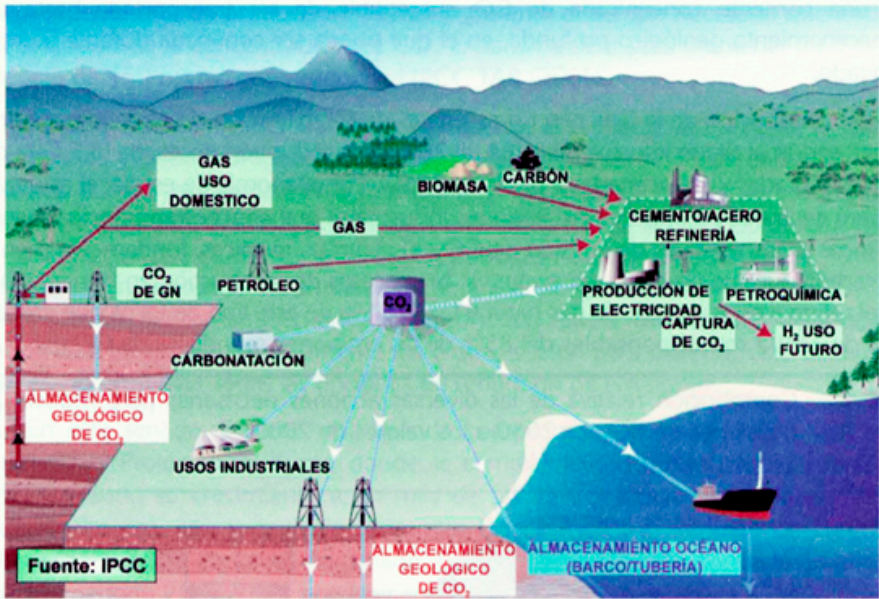 GAS
USO
DOMESTICO
BIOMASA
CARBÓN
CEMENTO/ACERO
REFINERÍA
GAS
CO₂
DE GN
PETROLEO
CO₂
PRODUCCIÓN DE
ELECTRICIDAD
PETROQUÍMICA
CAPTURA
DE CO₂
H₂ USO
FUTURO
CARBONATACIÓN
ALMACENAMIENTO
GEOLÓGICO
DE CO₂
USOS INDUSTRIALES
ALMACENAMIENTO
GEOLÓGICO
DE CO₂
ALMACENAMIENTO OCÉANO
(BARCO/TUBERÍA)
Fuente: IPCC